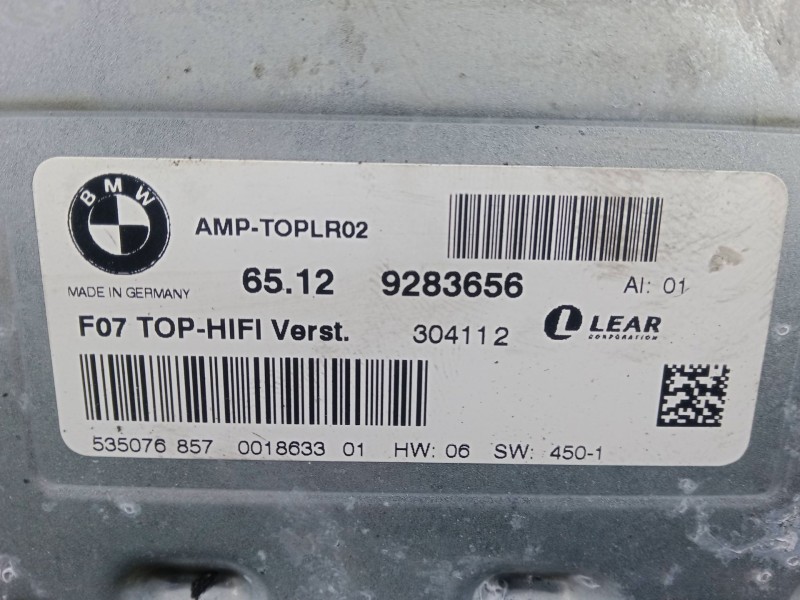 BMW
AMP-TOPLR02
MADE IN GERMANY
65.12 9283656 AI: 01
F07 TOP-HIFI Verst. 304112 LEAR
CORPORATION
535076 857 0018633 01 HW: 06 SW: 450-1